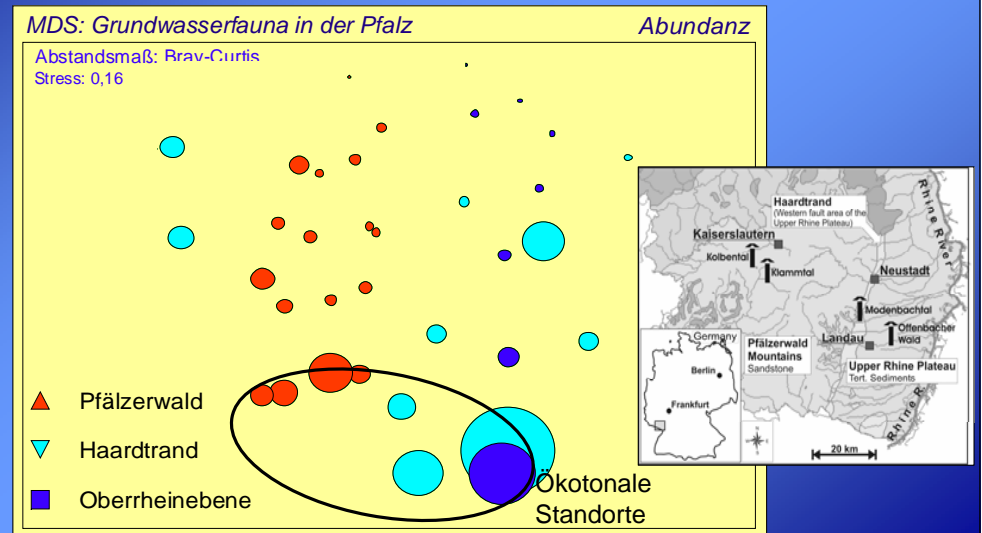 MDS: Grundwasserfauna in der Pfalz
Abundanz
Abstandsmaß: Bray-Curtis
Stress: 0,16
Pfälzerwald
Haardtrand
Oberrheinebene
Ökotonale
Standorte
Haardtrand
(Western fault area of the
Upper Rhine Plateau)
Rhine River
Kaiserslautern
Kolbental
Klammtal
Neustadt
Modenbachtal
Offenbacher
Wald
Landau
Germany
Berlin
Frankfurt
Pfälzerwald
Mountains
Sandstone
Upper Rhine Plateau
Tert. Sediments
Rhine R
20 km